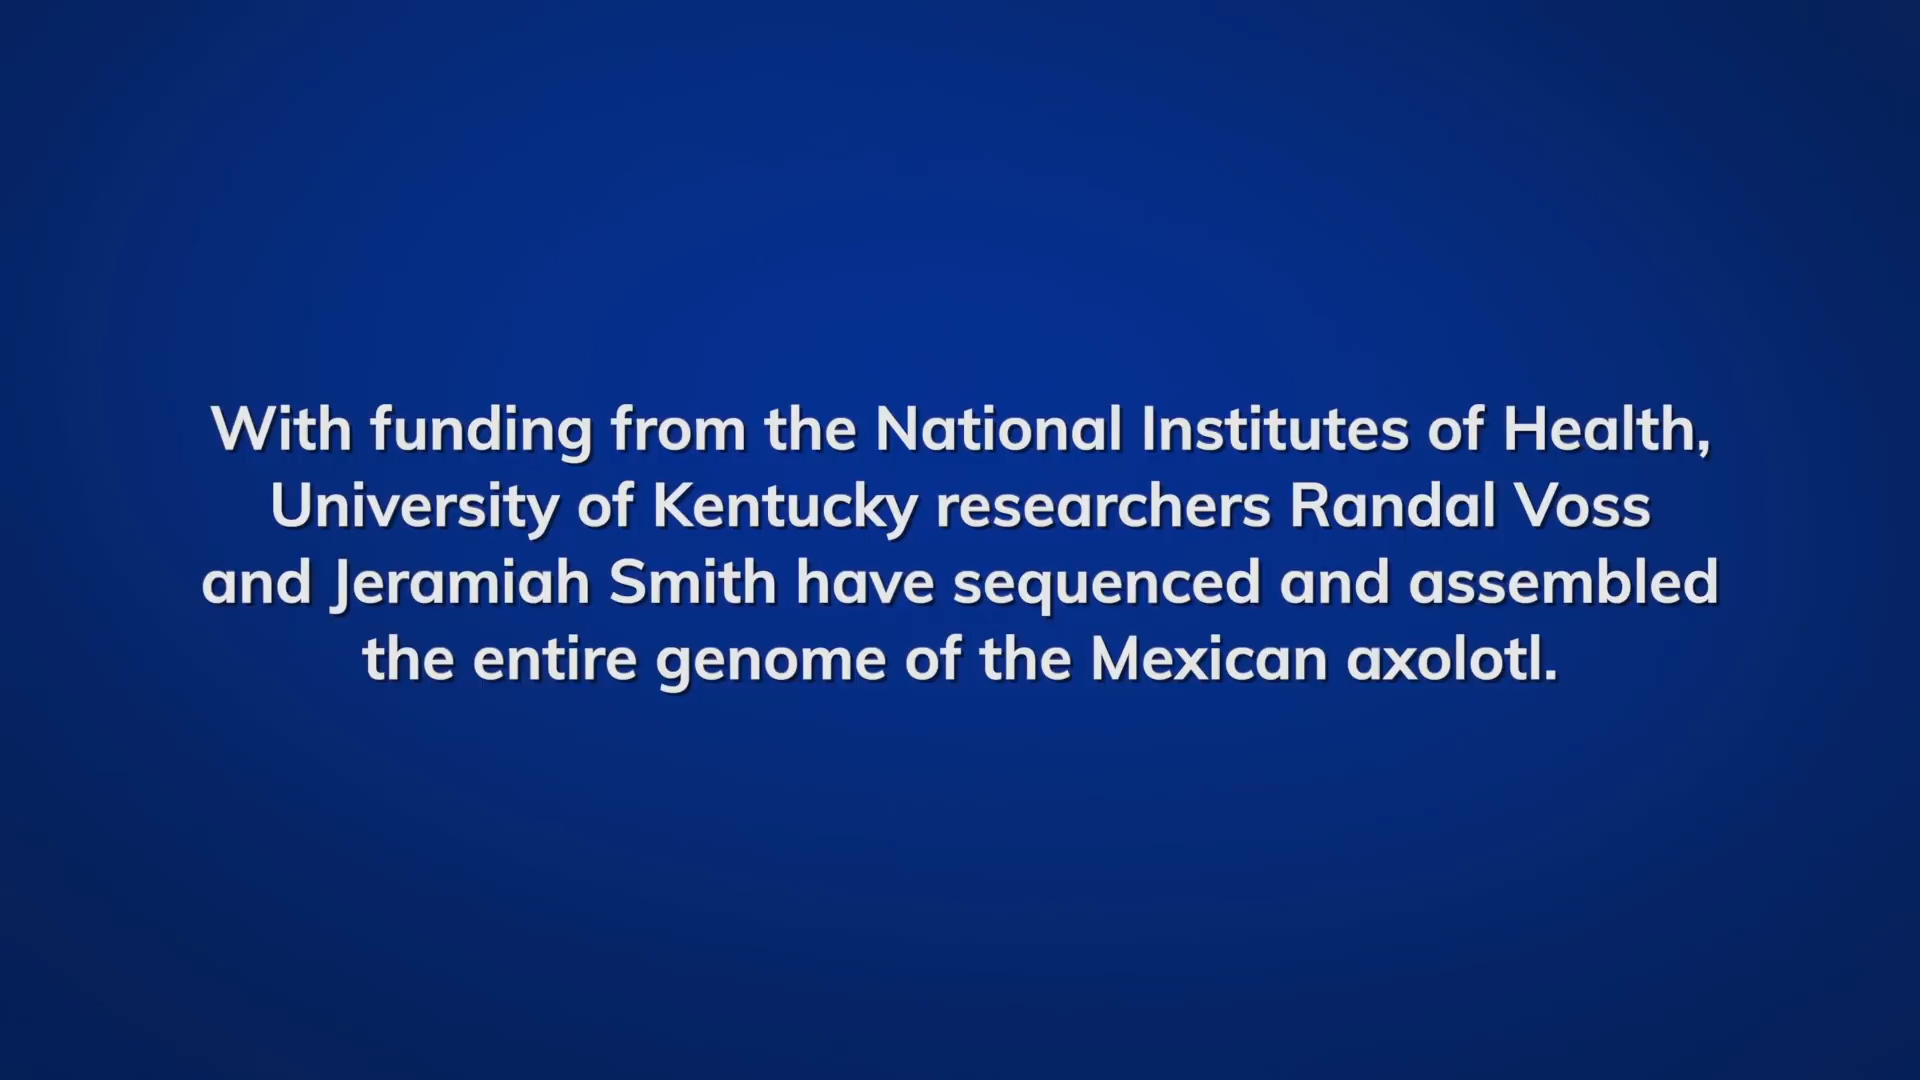 With funding from the National Institutes of Health,
University of Kentucky researchers Randal Voss
and Jeramiah Smith have sequenced and assembled
the entire genome of the Mexican axolotl.